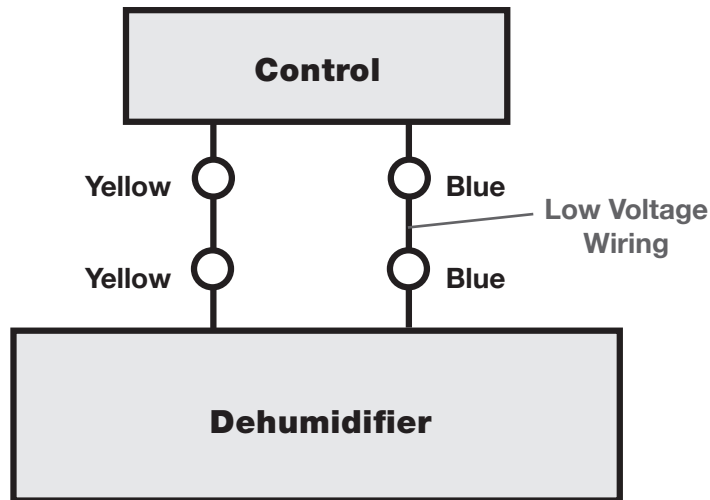 Control
Yellow
Blue
Low Voltage
Wiring
Yellow
Blue
Dehumidifier